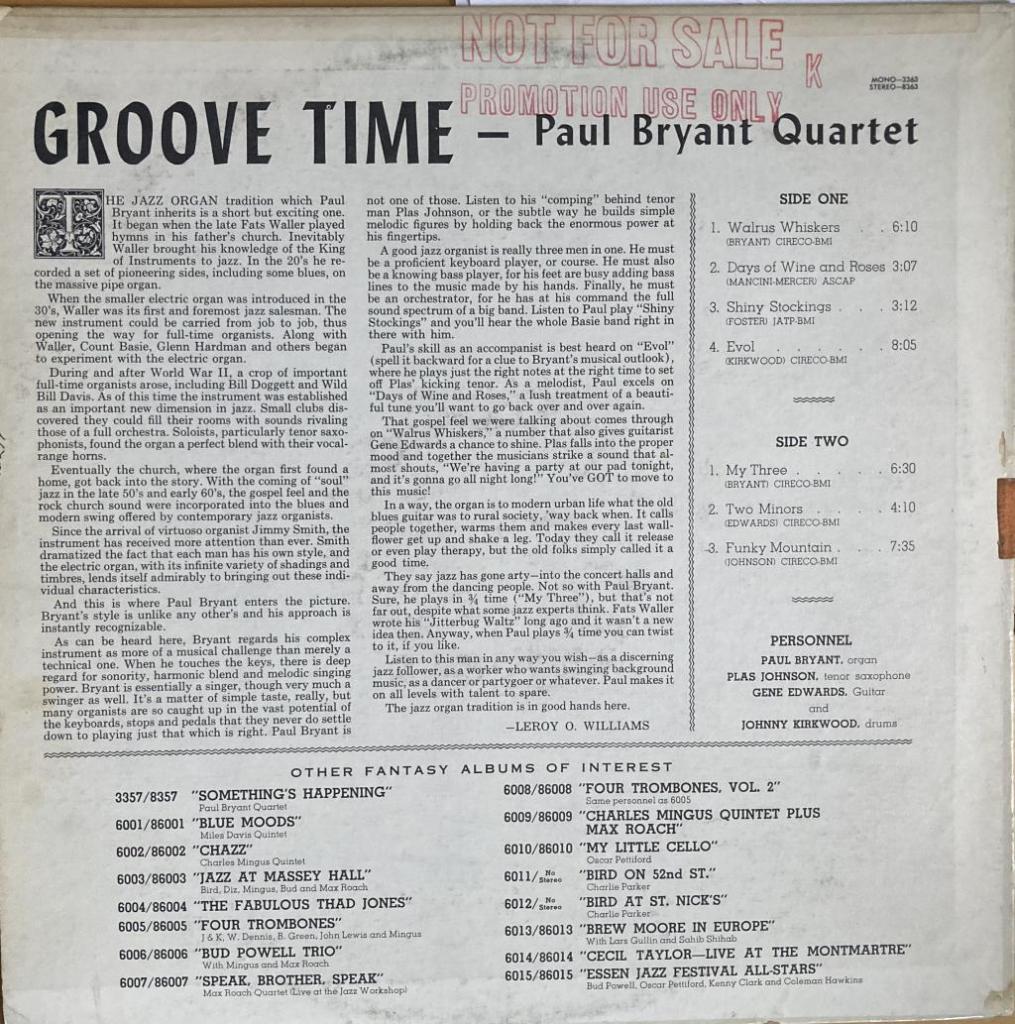 NOT FOR SALE
K
PROMOTION USE ONLY
MONO—3363
STEREO—8363
GROOVE TIME – Paul Bryant Quartet
THE JAZZ ORGAN tradition which Paul
Bryant inherits is a short but exciting one.
It began when the late Fats Waller played
hymns in his father's church. Inevitably
Waller brought his knowledge of the King
of Instruments to jazz. In the 20's he re-
corded a set of pioneering sides, including some blues, on
the massive pipe organ.
When the smaller electric organ was introduced in the
30's, Waller was its first and foremost jazz salesman. The
new instrument could be carried from job to job, thus
opening the way for full-time organists. Along with
Waller, Count Basie, Glenn Hardman and others began
to experiment with the electric organ.
During and after World War II, a crop of important
full-time organists arose, including Bill Doggett and Wild
Bill Davis. As of this time the instrument was established
as an important new dimension in jazz. Small clubs dis-
covered they could fill their rooms with sounds rivaling
those of a full orchestra. Soloists, particularly tenor saxo-
phonists, found the organ a perfect blend with their vocal-
range horns.
Eventually the church, where the organ first found a
home, got back into the story. With the coming of "soul"
jazz in the late 50's and early 60's, the gospel feel and the
rock church sound were incorporated into the blues and
modern swing offered by contemporary jazz organists.
Since the arrival of virtuoso organist Jimmy Smith, the
instrument has received more attention than ever. Smith
dramatized the fact that each man has his own style, and
the electric organ, with its infinite variety of shadings and
timbres, lends itself admirably to bringing out these indi-
vidual characteristics.
And this is where Paul Bryant enters the picture.
Bryant's style is unlike any other's and his approach is
instantly recognizable.
As can be heard here, Bryant regards his complex
instrument as more of a musical challenge than merely a
technical one. When he touches the keys, there is deep
regard for sonority, harmonic blend and melodic singing
power. Bryant is essentially a singer, though very much a
swinger as well. It's a matter of simple taste, really, but
many organists are so caught up in the vast potential of
the keyboards, stops and pedals that they never do settle
down to playing just that which is right. Paul Bryant is
not one of those. Listen to his "comping" behind tenor
man Plas Johnson, or the subtle way he builds simple
melodic figures by holding back the enormous power at
his fingertips.
A good jazz organist is really three men in one. He must
be a proficient keyboard player, or course. He must also
be a knowing bass player, for his feet are busy adding bass
lines to the music made by his hands. Finally, he must
be an orchestrator, for he has at his command the full
sound spectrum of a big band. Listen to Paul play "Shiny
Stockings" and you'll hear the whole Basie band right in
there with him.
Paul's skill as an accompanist is best heard on "Evol"
(spell it backward for a clue to Bryant's musical outlook),
where he plays just the right notes at the right time to set
off Plas' kicking tenor. As a melodist, Paul excels on
"Days of Wine and Roses," a lush treatment of a beauti-
ful tune you'll want to go back over and over again.
That gospel feel we were talking about comes through
on "Walrus Whiskers," a number that also gives guitarist
Gene Edwards a chance to shine. Plas falls into the proper
mood and together the musicians strike a sound that al-
most shouts, "We're having a party at our pad tonight,
and it's gonna go all night long!" You've GOT to move to
this music!
In a way, the organ is to modern urban life what the old
blues guitar was to rural society, 'way back when. It calls
people together, warms them and makes every last wall-
flower get up and shake a leg. Today they call it release
or even play therapy, but the old folks simply called it a
good time.
They say jazz has gone arty—into the concert halls and
away from the dancing people. Not so with Paul Bryant.
Sure, he plays in ¾ time ("My Three"), but that's not
far out, despite what some jazz experts think. Fats Waller
wrote his "Jitterbug Waltz" long ago and it wasn't a new
idea then. Anyway, when Paul plays ¾ time you can twist
to it, if you like.
Listen to this man in any way you wish—as a discerning
jazz follower, as a worker who wants swinging background
music, as a dancer or partygoer or whatever. Paul makes it
on all levels with talent to spare.
The jazz organ tradition is in good hands here.
—LEROY O. WILLIAMS
SIDE ONE
1. Walrus Whiskers . . 6:10
(BRYANT) CIRECO-BMI
2. Days of Wine and Roses 3:07
(MANCINI-MERCER) ASCAP
3. Shiny Stockings . . . 3:12
(FOSTER) JATP-BMI
4. Evol . . . . . . 8:05
(KIRKWOOD) CIRECO-BMI
SIDE TWO
1. My Three . . . . . 6:30
(BRYANT) CIRECO-BMI
2. Two Minors . . . . 4:10
(EDWARDS) CIRECO-BMI
3. Funky Mountain . . . 7:35
(JOHNSON) CIRECO-BMI
PERSONNEL
PAUL BRYANT, organ
PLAS JOHNSON, tenor saxophone
GENE EDWARDS, Guitar
and
JOHNNY KIRKWOOD, drums
OTHER FANTASY ALBUMS OF INTEREST
3357/8357 "SOMETHING'S HAPPENING"
Paul Bryant Quartet
6001/86001 "BLUE MOODS"
Miles Davis Quintet
6002/86002 "CHAZZ"
Charles Mingus Quintet
6003/86003 "JAZZ AT MASSEY HALL"
Bird, Diz, Mingus, Bud and Max Roach
6004/86004 "THE FABULOUS THAD JONES"
6005/86005 "FOUR TROMBONES"
J & K, W. Dennis, B. Green, John Lewis and Mingus
6006/86006 "BUD POWELL TRIO"
With Mingus and Max Roach
6007/86007 "SPEAK, BROTHER, SPEAK"
Max Roach Quartet (Live at the Jazz Workshop)
6008/86008 "FOUR TROMBONES, VOL. 2"
Same personnel as 6005
6009/86009 "CHARLES MINGUS QUINTET PLUS
MAX ROACH"
6010/86010 "MY LITTLE CELLO"
Oscar Pettiford
6011/No Stereo "BIRD ON 52nd ST."
Charlie Parker
6012/No Stereo "BIRD AT ST. NICK'S"
Charlie Parker
6013/86013 "BREW MOORE IN EUROPE"
With Lars Gullin and Sahib Shihab
6014/86014 "CECIL TAYLOR—LIVE AT THE MONTMARTRE"
6015/86015 "ESSEN JAZZ FESTIVAL ALL-STARS"
Bud Powell, Oscar Pettiford, Kenny Clark and Coleman Hawkins